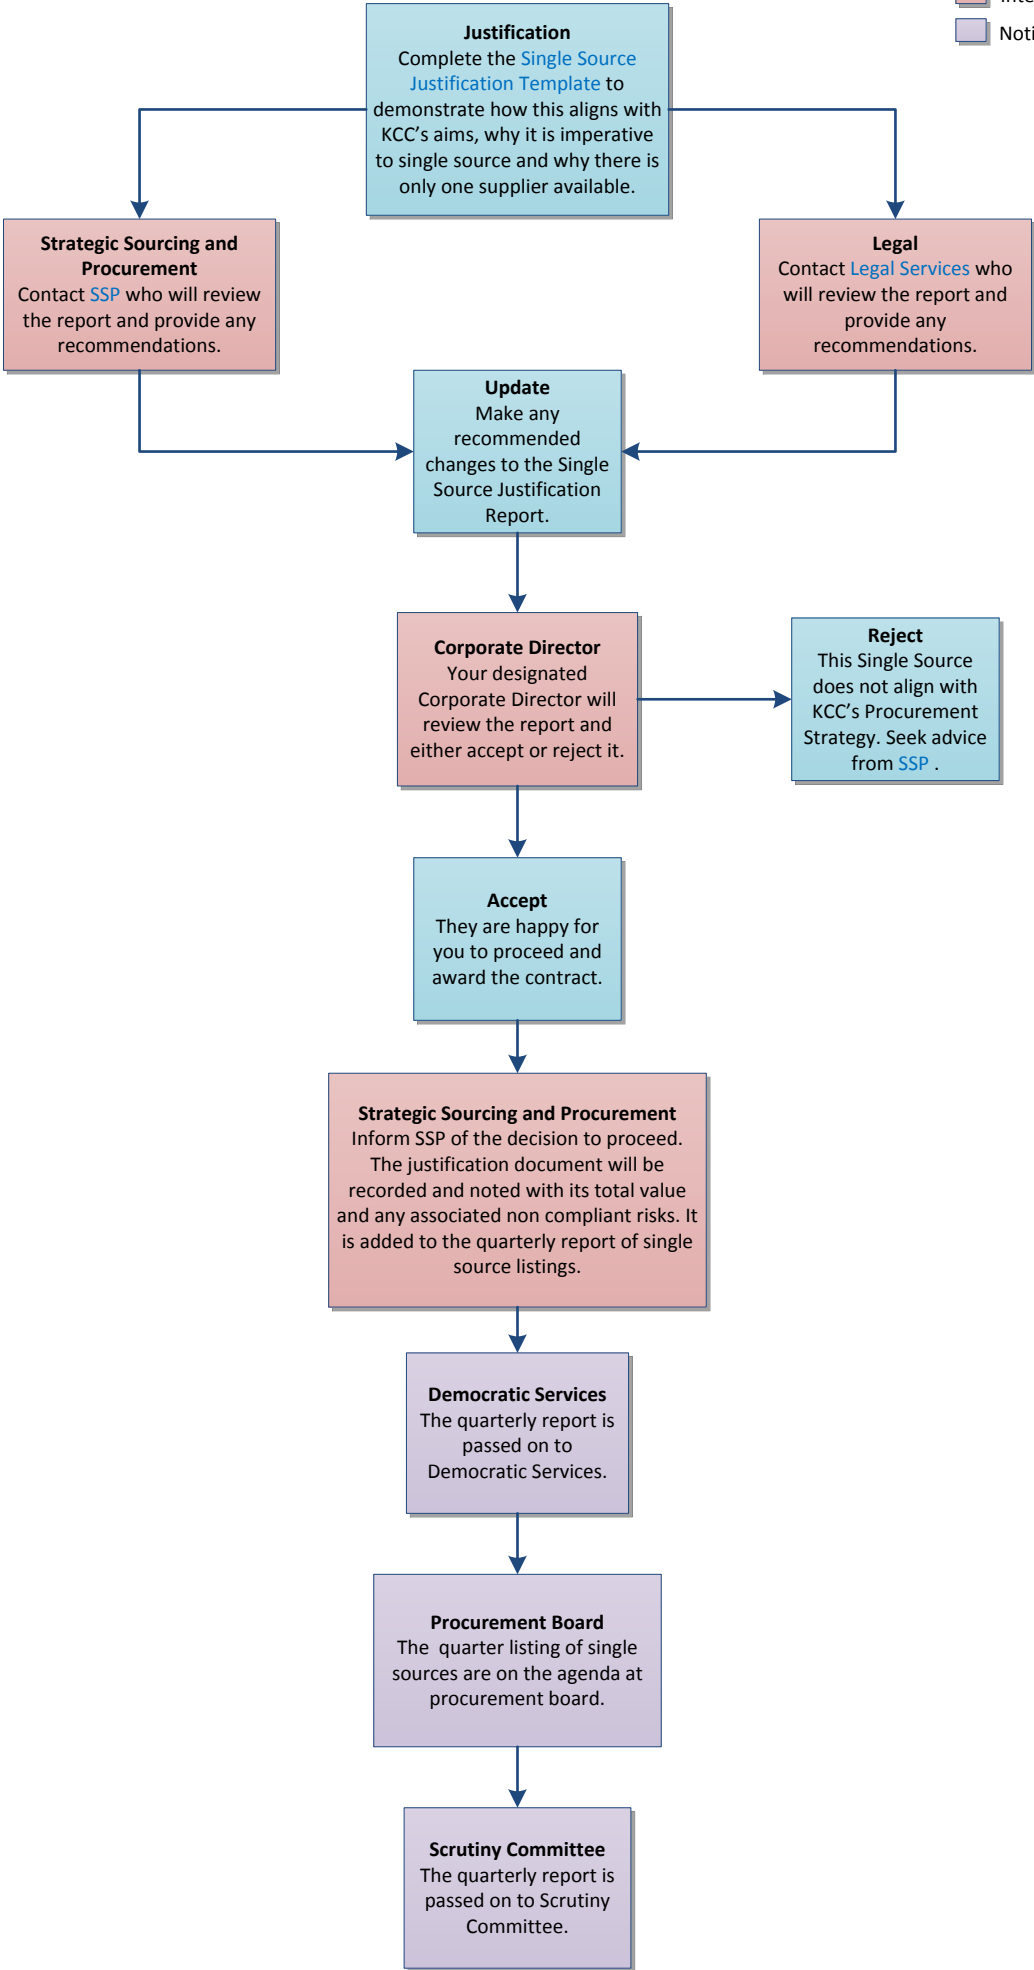 Noti
Justification
Complete the Single Source
Justification Template to
demonstrate how this aligns with
KCC's aims, why it is imperative
to single source and why there is
only one supplier available.
Strategic Sourcing and
Procurement
Contact SSP who will review
the report and provide any
recommendations.
Legal
Contact Legal Services who
will review the report and
provide any
recommendations.
Update
Make any
recommended
changes to the Single
Source Justification
Report.
Corporate Director
Your designated
Corporate Director will
review the report and
either accept or reject it.
Reject
This Single Source
does not align with
KCC's Procurement
Strategy. Seek advice
from SSP .
Accept
They are happy for
you to proceed and
award the contract.
Strategic Sourcing and Procurement
Inform SSP of the decision to proceed.
The justification document will be
recorded and noted with its total value
and any associated non compliant risks. It
is added to the quarterly report of single
source listings.
Democratic Services
The quarterly report is
passed on to
Democratic Services.
Procurement Board
The  quarter listing of single
sources are on the agenda at
procurement board.
Scrutiny Committee
The quarterly report is
passed on to Scrutiny
Committee.